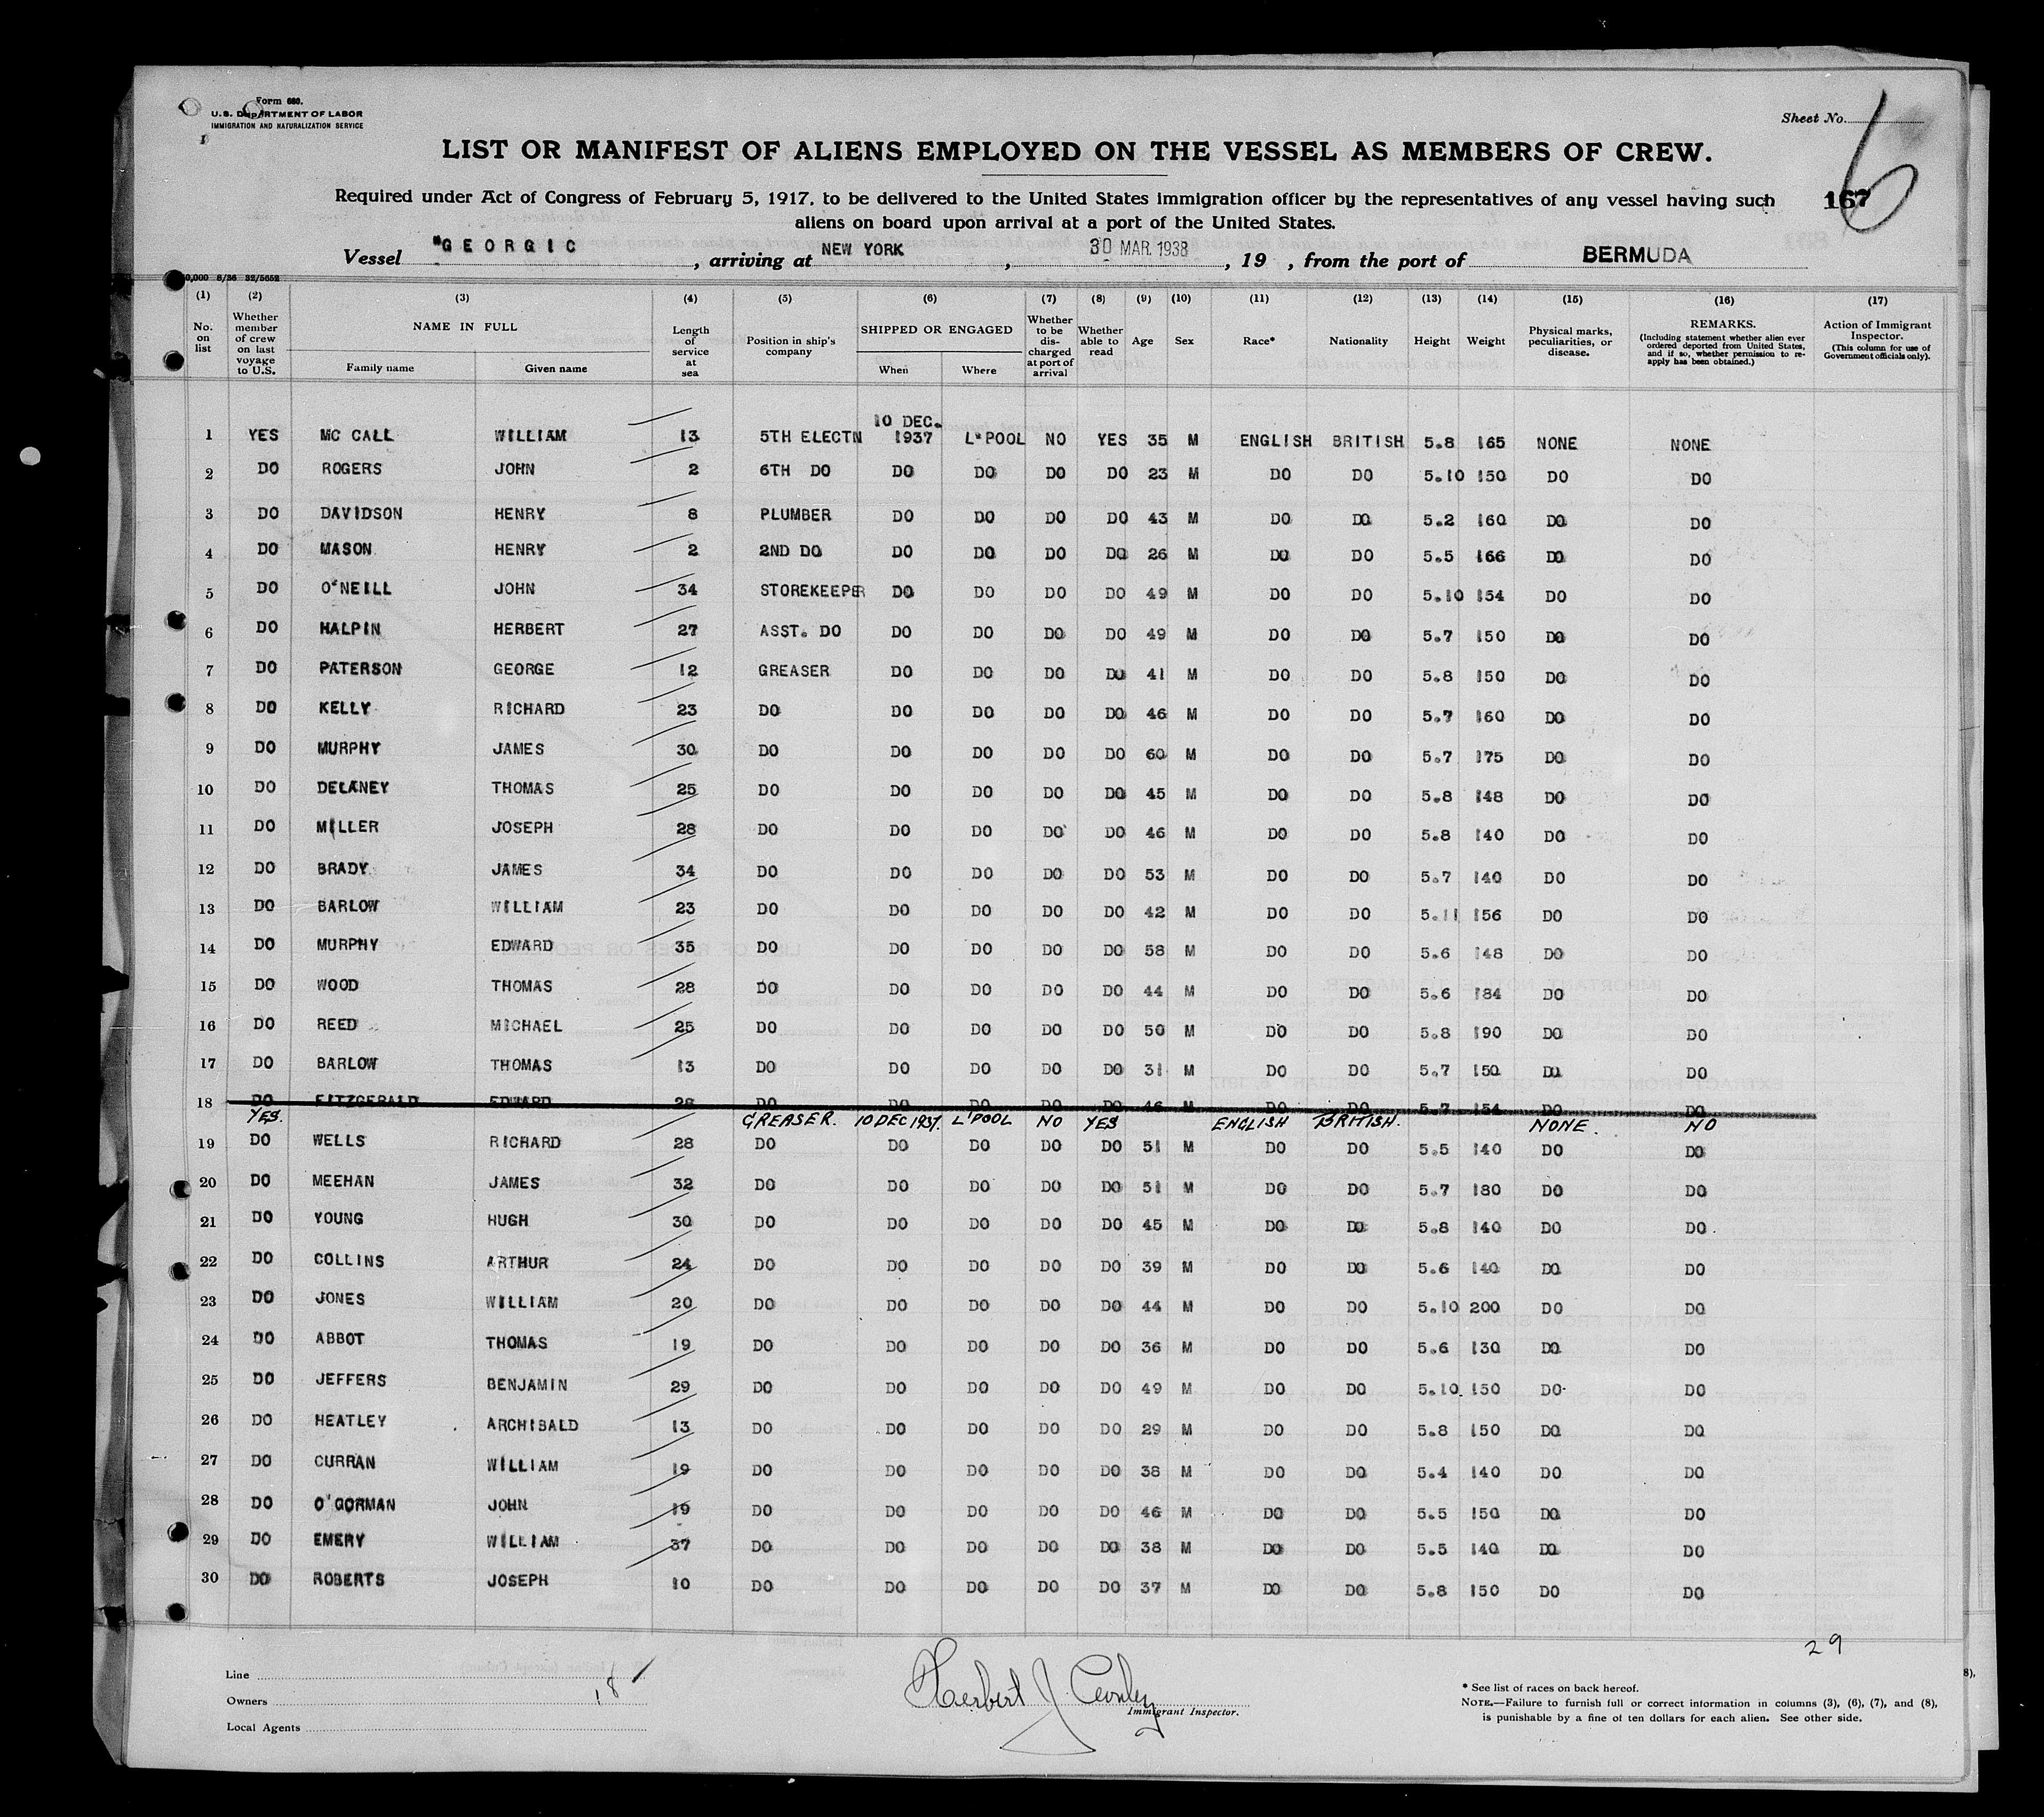 Form 680.
U.S. DEPARTMENT OF LABOR
IMMIGRATION AND NATURALIZATION SERVICE
Sheet No. 6
LIST OR MANIFEST OF ALIENS EMPLOYED ON THE VESSEL AS MEMBERS OF CREW.
Required under Act of Congress of February 5, 1917, to be delivered to the United States immigration officer by the representatives of any vessel having such
aliens on board upon arrival at a port of the United States.
167
Vessel "GEORGIC , arriving at NEW YORK , 30 MAR. 1938 , 19 , from the port of BERMUDA
0,000 8/36 32/5652
(1) (2) (3) (4) (5) (6) (7) (8) (9) (10) (11) (12) (13) (14) (15) (16) (17)
No. on list
Whether member of crew on last voyage to U.S.
NAME IN FULL
Family name Given name
Length of service at sea
Position in ship's company
SHIPPED OR ENGAGED
When Where
Whether to be discharged at port of arrival
Whether able to read
Age Sex Race* Nationality Height Weight
Physical marks, peculiarities, or disease.
REMARKS.
(Including statement whether alien ever ordered deported from United States, and if so, whether permission to reapply has been obtained.)
Action of Immigrant Inspector.
(This column for use of Government officials only).
1 YES MC CALL WILLIAM 13 5TH ELECTN 10 DEC. 1937 L'POOL NO YES 35 M ENGLISH BRITISH 5.8 165 NONE NONE
2 DO ROGERS JOHN 2 6TH DO DO DO DO DO 23 M DO DO 5.10 150 DO DO
3 DO DAVIDSON HENRY 8 PLUMBER DO DO DO DO 43 M DO DO 5.2 160 DO DO
4 DO MASON HENRY 2 2ND DO DO DO DO DO 26 M DO DO 5.5 166 DO DO
5 DO O'NEILL JOHN 34 STOREKEEPER DO DO DO DO 49 M DO DO 5.10 154 DO DO
6 DO HALPIN HERBERT 27 ASST. DO DO DO DO DO 49 M DO DO 5.7 150 DO DO
7 DO PATERSON GEORGE 12 GREASER DO DO DO DO 41 M DO DO 5.8 150 DO DO
8 DO KELLY RICHARD 23 DO DO DO DO DO 46 M DO DO 5.7 160 DO DO
9 DO MURPHY JAMES 30 DO DO DO DO DO 60 M DO DO 5.7 175 DO DO
10 DO DELANEY THOMAS 25 DO DO DO DO DO 45 M DO DO 5.8 148 DO DO
11 DO MILLER JOSEPH 28 DO DO DO DO DO 46 M DO DO 5.8 140 DO DO
12 DO BRADY JAMES 34 DO DO DO DO DO 53 M DO DO 5.7 140 DO DO
13 DO BARLOW WILLIAM 23 DO DO DO DO DO 42 M DO DO 5.11 156 DO DO
14 DO MURPHY EDWARD 35 DO DO DO DO DO 58 M DO DO 5.6 148 DO DO
15 DO WOOD THOMAS 28 DO DO DO DO DO 44 M DO DO 5.6 184 DO DO
16 DO REED MICHAEL 25 DO DO DO DO DO 50 M DO DO 5.8 190 DO DO
17 DO BARLOW THOMAS 13 DO DO DO DO DO 31 M DO DO 5.7 150 DO DO
18 DO FITZGERALD EDWARD 28 DO DO DO DO DO 46 M DO DO 5.7 154 DO DO
YES. GREASER. 10 DEC 1937. L'POOL NO YES ENGLISH BRITISH. NONE. NO
19 DO WELLS RICHARD 28 DO DO DO DO DO 51 M DO DO 5.5 140 DO DO
20 DO MEEHAN JAMES 32 DO DO DO DO DO 51 M DO DO 5.7 180 DO DO
21 DO YOUNG HUGH 30 DO DO DO DO DO 45 M DO DO 5.8 140 DO DO
22 DO COLLINS ARTHUR 24 DO DO DO DO DO 39 M DO DO 5.6 140 DO DO
23 DO JONES WILLIAM 20 DO DO DO DO DO 44 M DO DO 5.10 200 DO DO
24 DO ABBOT THOMAS 19 DO DO DO DO DO 36 M DO DO 5.6 130 DO DO
25 DO JEFFERS BENJAMIN 29 DO DO DO DO DO 49 M DO DO 5.10 150 DO DO
26 DO HEATLEY ARCHIBALD 13 DO DO DO DO DO 29 M DO DO 5.8 150 DO DO
27 DO CURRAN WILLIAM 19 DO DO DO DO DO 38 M DO DO 5.4 140 DO DO
28 DO O'GORMAN JOHN 19 DO DO DO DO DO 46 M DO DO 5.5 150 DO DO
29 DO EMERY WILLIAM 37 DO DO DO DO DO 38 M DO DO 5.5 140 DO DO
30 DO ROBERTS JOSEPH 10 DO DO DO DO DO 37 M DO DO 5.8 150 DO DO
29
Line
Owners
Local Agents
Herbert J.
Immigrant Inspector.
* See list of races on back hereof.
NOTE.—Failure to furnish full or correct information in columns (3), (6), (7), and (8),
is punishable by a fine of ten dollars for each alien. See other side.